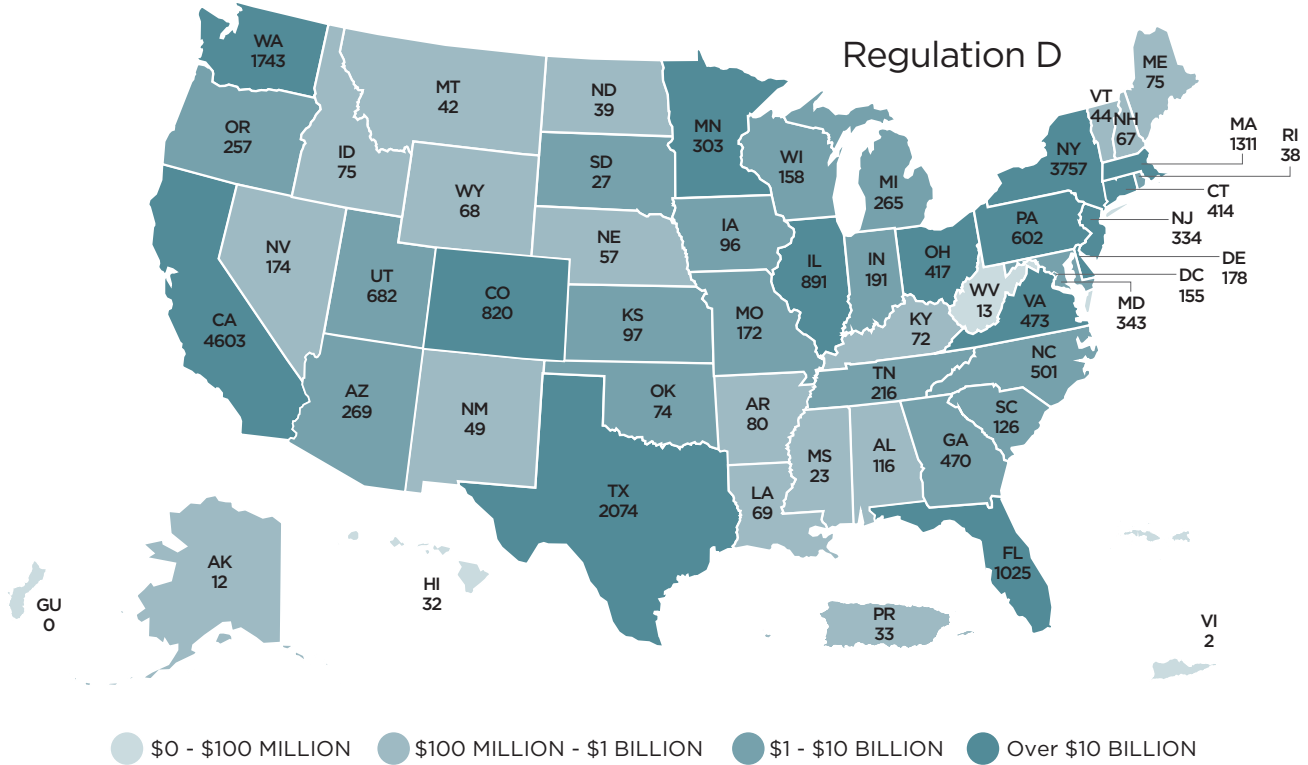 Regulation D
WA
1743
OR
257
CA
4603
NV
174
ID
75
MT
42
WY
68
UT
682
AZ
269
CO
820
NM
49
ND
39
SD
27
NE
57
KS
97
OK
74
TX
2074
MN
303
IA
96
MO
172
AR
80
LA
69
WI
158
IL
891
MI
265
IN
191
OH
417
KY
72
TN
216
MS
23
AL
116
GA
470
FL
1025
SC
126
NC
501
VA
473
WV
13
PA
602
NY
3757
VT
44
NH
67
ME
75
MA
1311
RI
38
CT
414
NJ
334
DE
178
DC
155
MD
343
AK
12
HI
32
GU
0
PR
33
VI
2
$0 - $100 MILLION
$100 MILLION - $1 BILLION
$1 - $10 BILLION
Over $10 BILLION